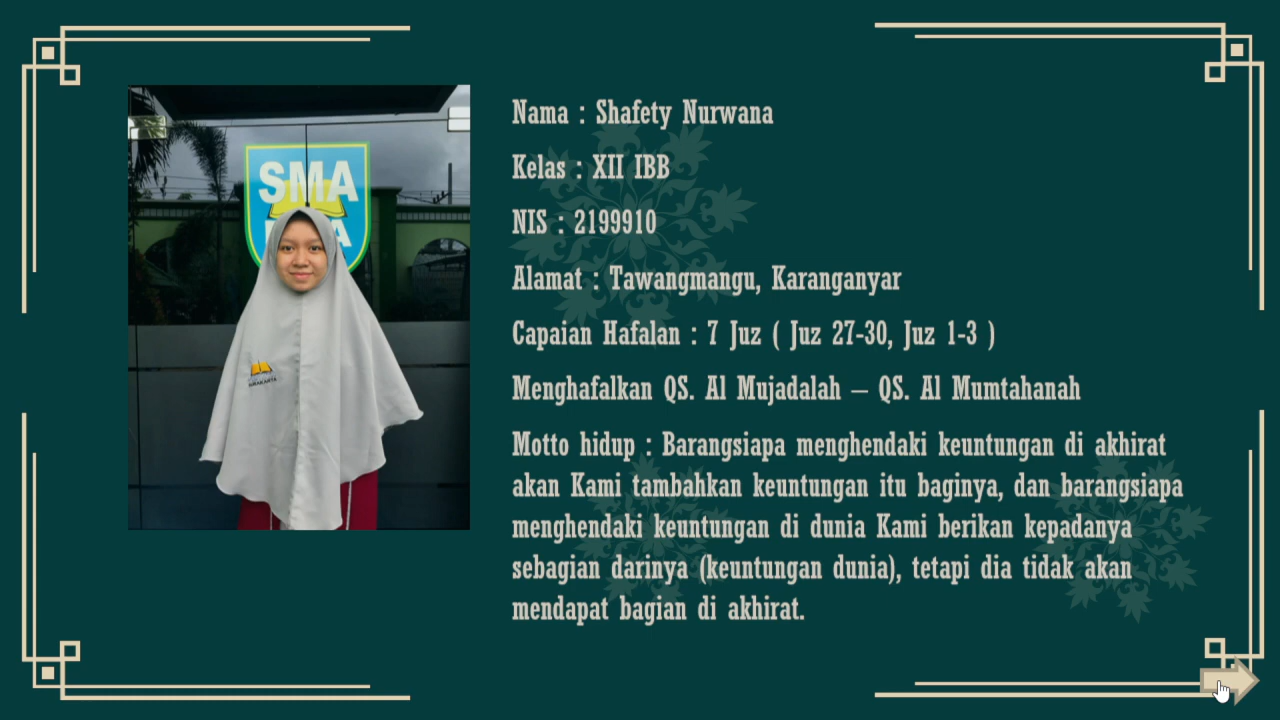 SMA
Nama : Shafety Nurwana
Kelas : XII IBB
NIS : 2199910
Alamat : Tawangmangu, Karanganyar
Capaian Hafalan : 7 Juz ( Juz 27-30, Juz 1-3 )
Menghafalkan QS. Al Mujadalah – QS. Al Mumtahanah
Motto hidup : Barangsiapa menghendaki keuntungan di akhirat
akan Kami tambahkan keuntungan itu baginya, dan barangsiapa
menghendaki keuntungan di dunia Kami berikan kepadanya
sebagian darinya (keuntungan dunia), tetapi dia tidak akan
mendapat bagian di akhirat.